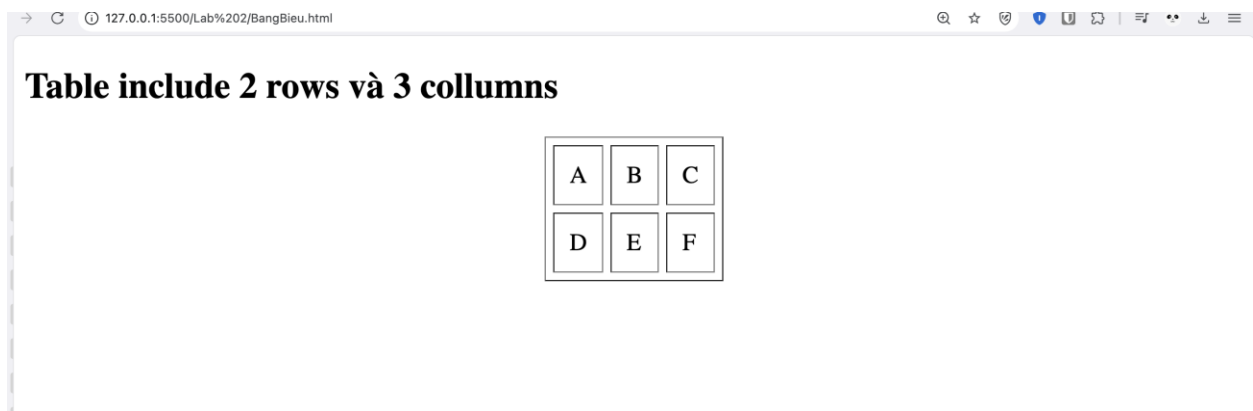 127.0.0.1:5500/Lab%202/BangBieu.html
Table include 2 rows và 3 collumns
A B C
D E F